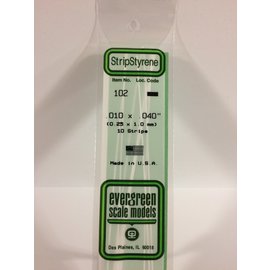 StripStyrene
Item No. Loc. Code
102
.010 x .040"
(0.25 x 1.0 mm)
10 Strips
Made in U.S.A.
evergreen
scale models
Des Plaines, IL 60018